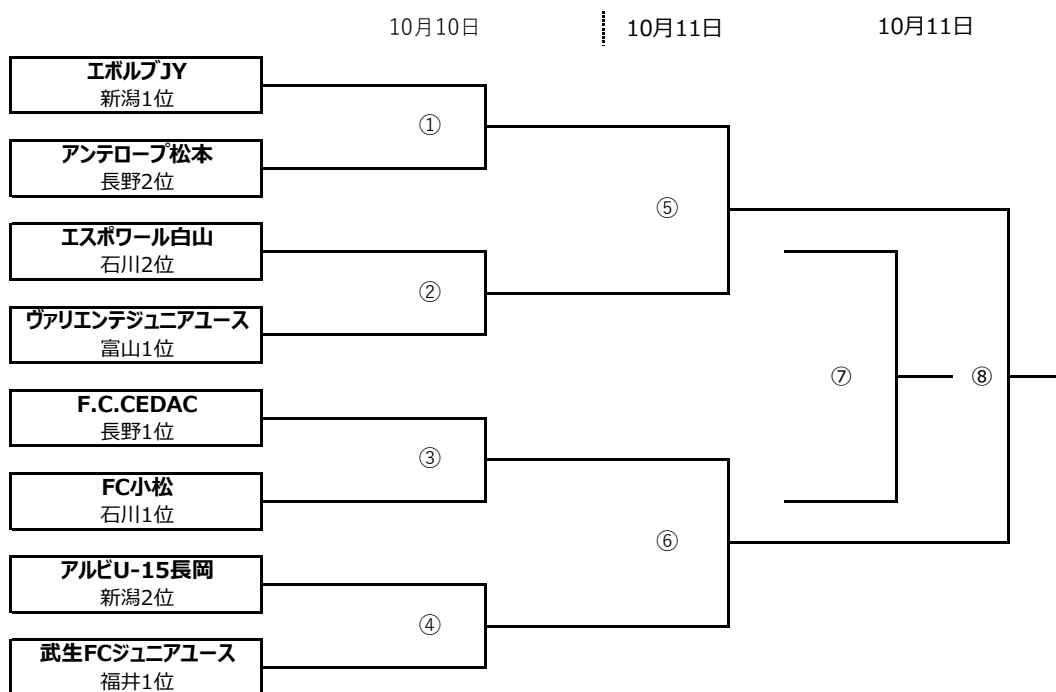 10月10日
10月11日
10月11日
エボルブJY
新潟1位
①
アンテロープ松本
長野2位
⑤
エスポワール白山
石川2位
②
ヴァリエンテジュニアユース
富山1位
⑦
⑧
F.C.CEDAC
長野1位
③
FC小松
石川1位
⑥
アルビU-15長岡
新潟2位
④
武生FCジュニアユース
福井1位